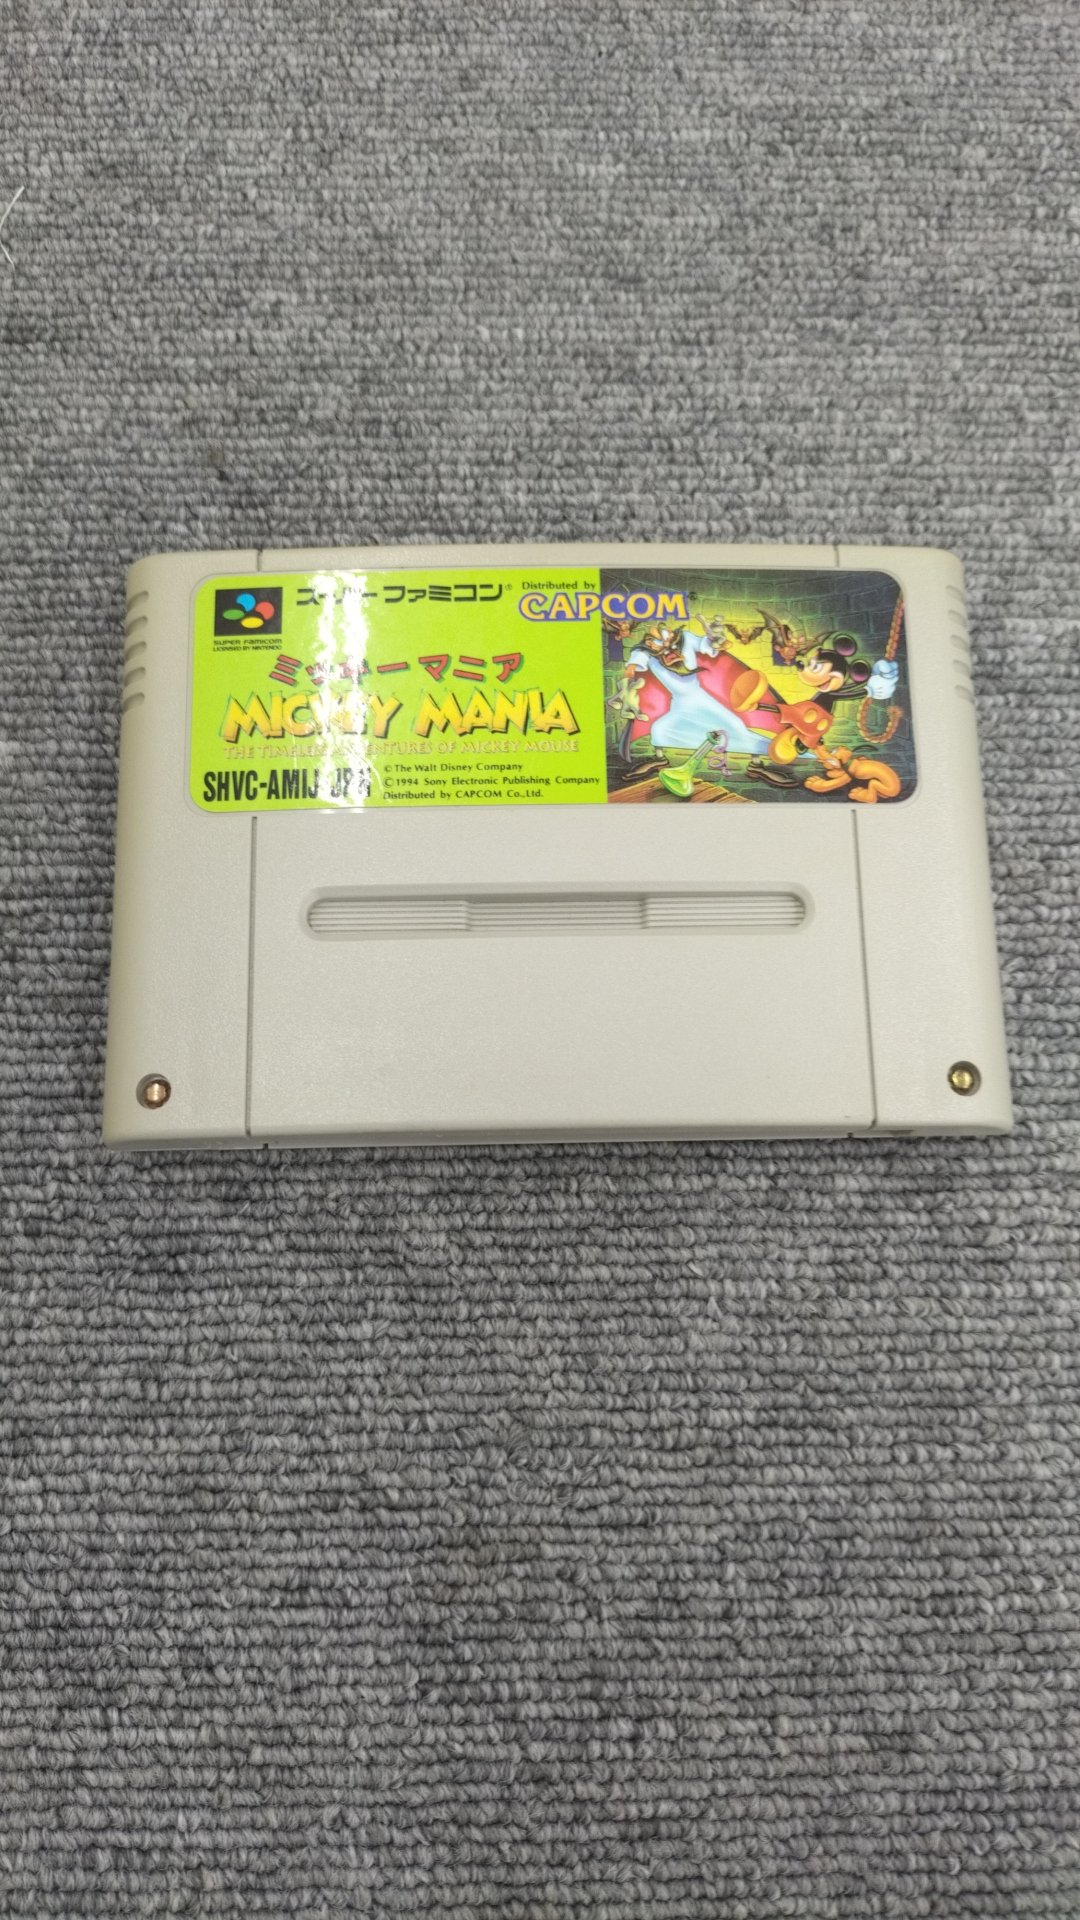 スーパーファミコン®
Distributed by
CAPCOM®
SUPER FAMICOM
LICENSED BY NINTENDO
ミッキーマニア
MICKEY MANIA
THE TIMELESS ADVENTURES OF MICKEY MOUSE
SHVC-AMIJ-JPN
© The Walt Disney Company
© 1994 Sony Electronic Publishing Company
Distributed by CAPCOM Co., Ltd.